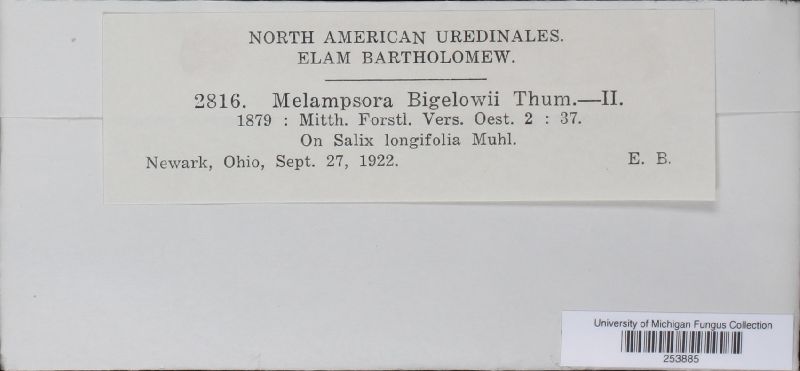 NORTH AMERICAN UREDINALES.
ELAM BARTHOLOMEW.
2816. Melampsora Bigelowii Thum.—II.
1879 : Mitth. Forstl. Vers. Oest. 2 : 37.
On Salix longifolia Muhl.
Newark, Ohio, Sept. 27, 1922. E. B.
University of Michigan Fungus Collection
253885